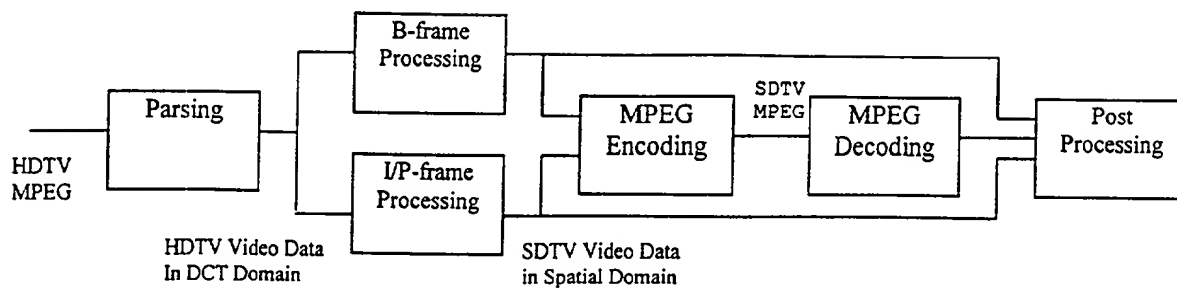 B-frame
Processing
Parsing
HDTV
MPEG
I/P-frame
Processing
HDTV Video Data
In DCT Domain
SDTV Video Data
in Spatial Domain
MPEG
Encoding
SDTV
MPEG
MPEG
Decoding
Post
Processing